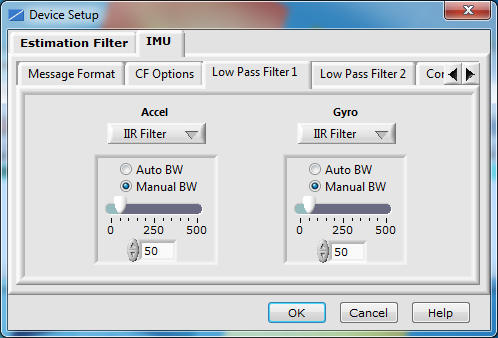 Device Setup
Estimation Filter IMU
Message Format CF Options Low Pass Filter 1 Low Pass Filter 2
Accel Gyro
IIR Filter IIR Filter
Auto BW Auto BW
Manual BW Manual BW
0 250 500 0 250 500
50 50
OK Cancel Help